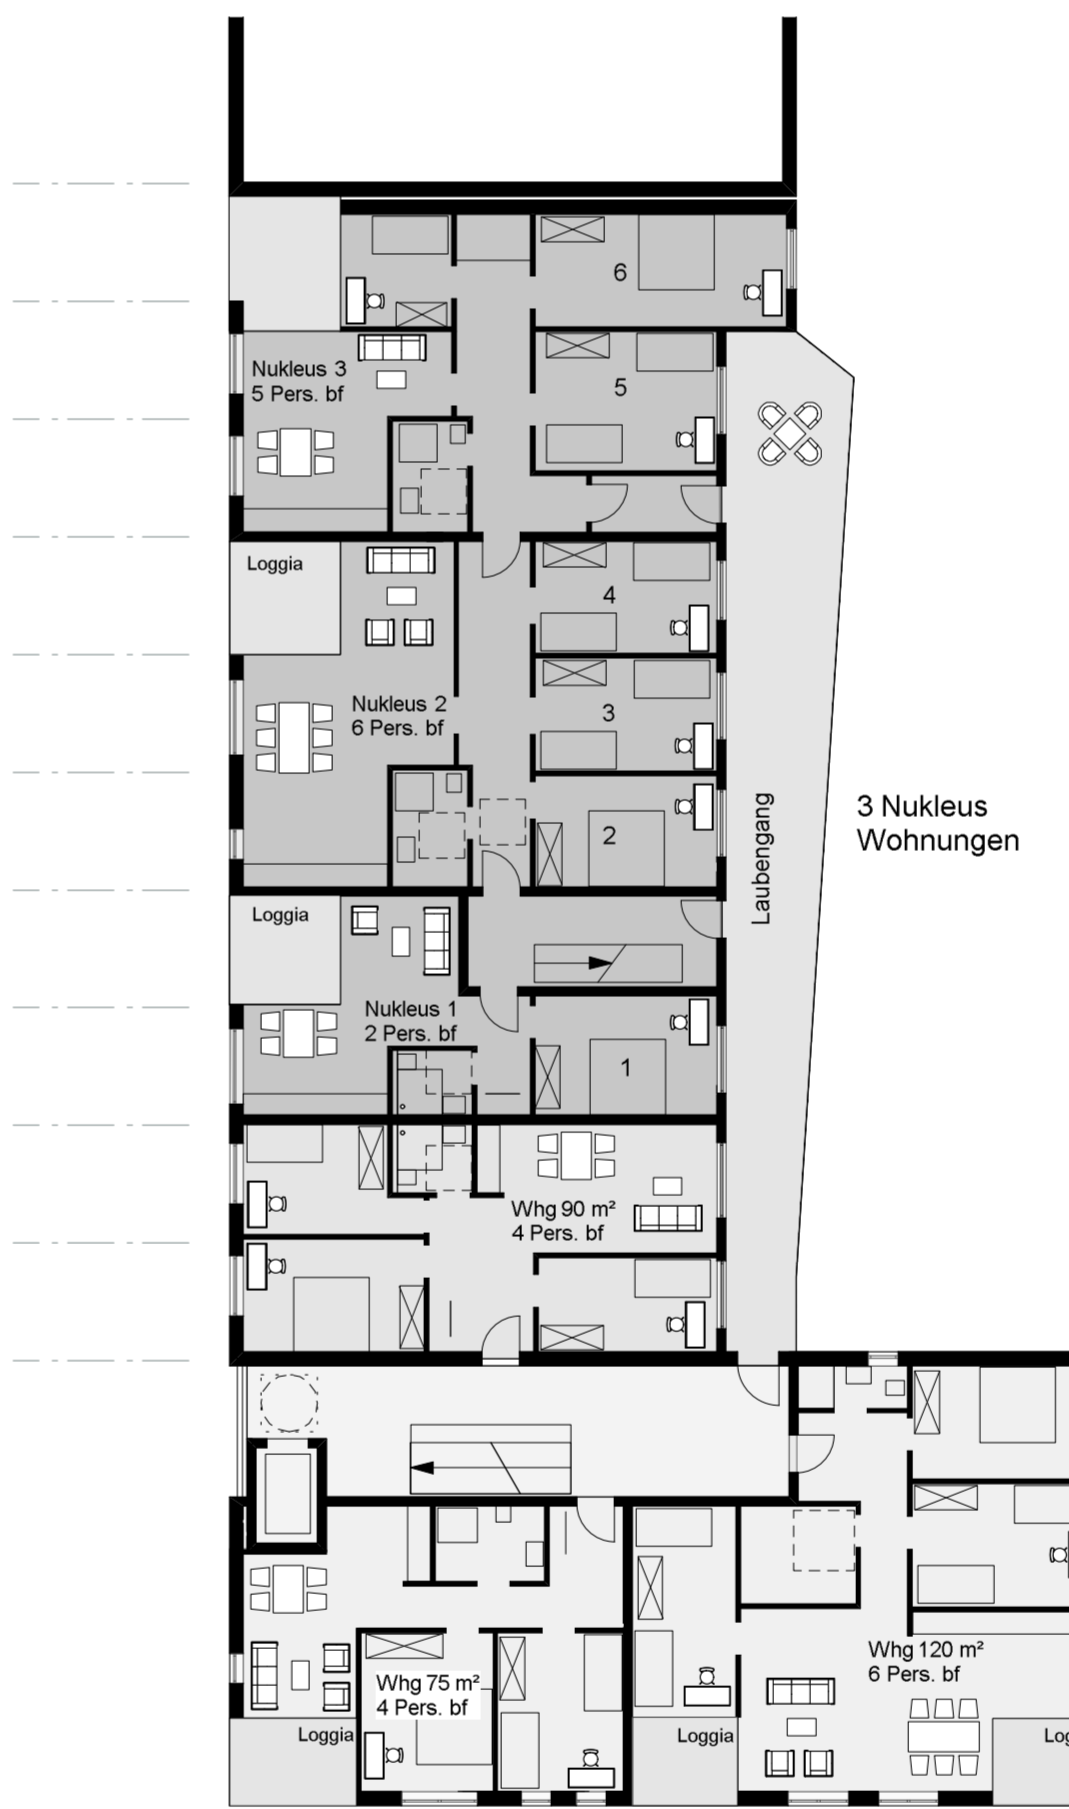 6
Nukleus 3
5 Pers. bf
5
Loggia
4
Nukleus 2
6 Pers. bf
3
2
Laubengang
3 Nukleus
Wohnungen
Loggia
Nukleus 1
2 Pers. bf
1
Whg 90 m²
4 Pers. bf
Whg 120 m²
6 Pers. bf
Whg 75 m²
4 Pers. bf
Loggia
Loggia
Log